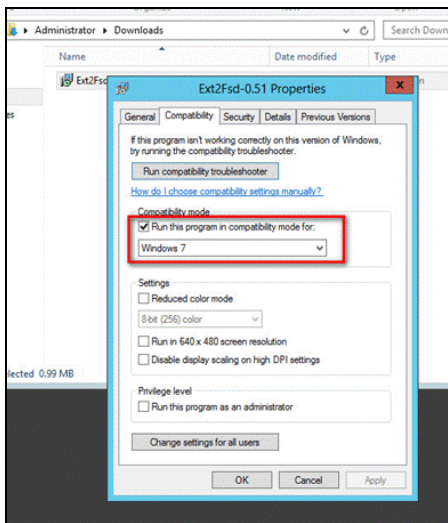 Administrator Downloads Search Down
Name Date modified Type
Ext2Fsd
Ext2Fsd-0.51 Properties
x
General Compatibility Security Details Previous Versions
If this program isn't working correctly on this version of Windows,
try running the compatibility troubleshooter.
Run compatibility troubleshooter
How do I choose compatibility settings manually?
Compatibility mode
Run this program in compatibility mode for:
Windows 7
Settings
Reduced color mode
8-bit (256) color
Run in 640 x 480 screen resolution
Disable display scaling on high DPI settings
Privilege level
Run this program as an administrator
Change settings for all users
OK Cancel Apply
lected 0.99 MB